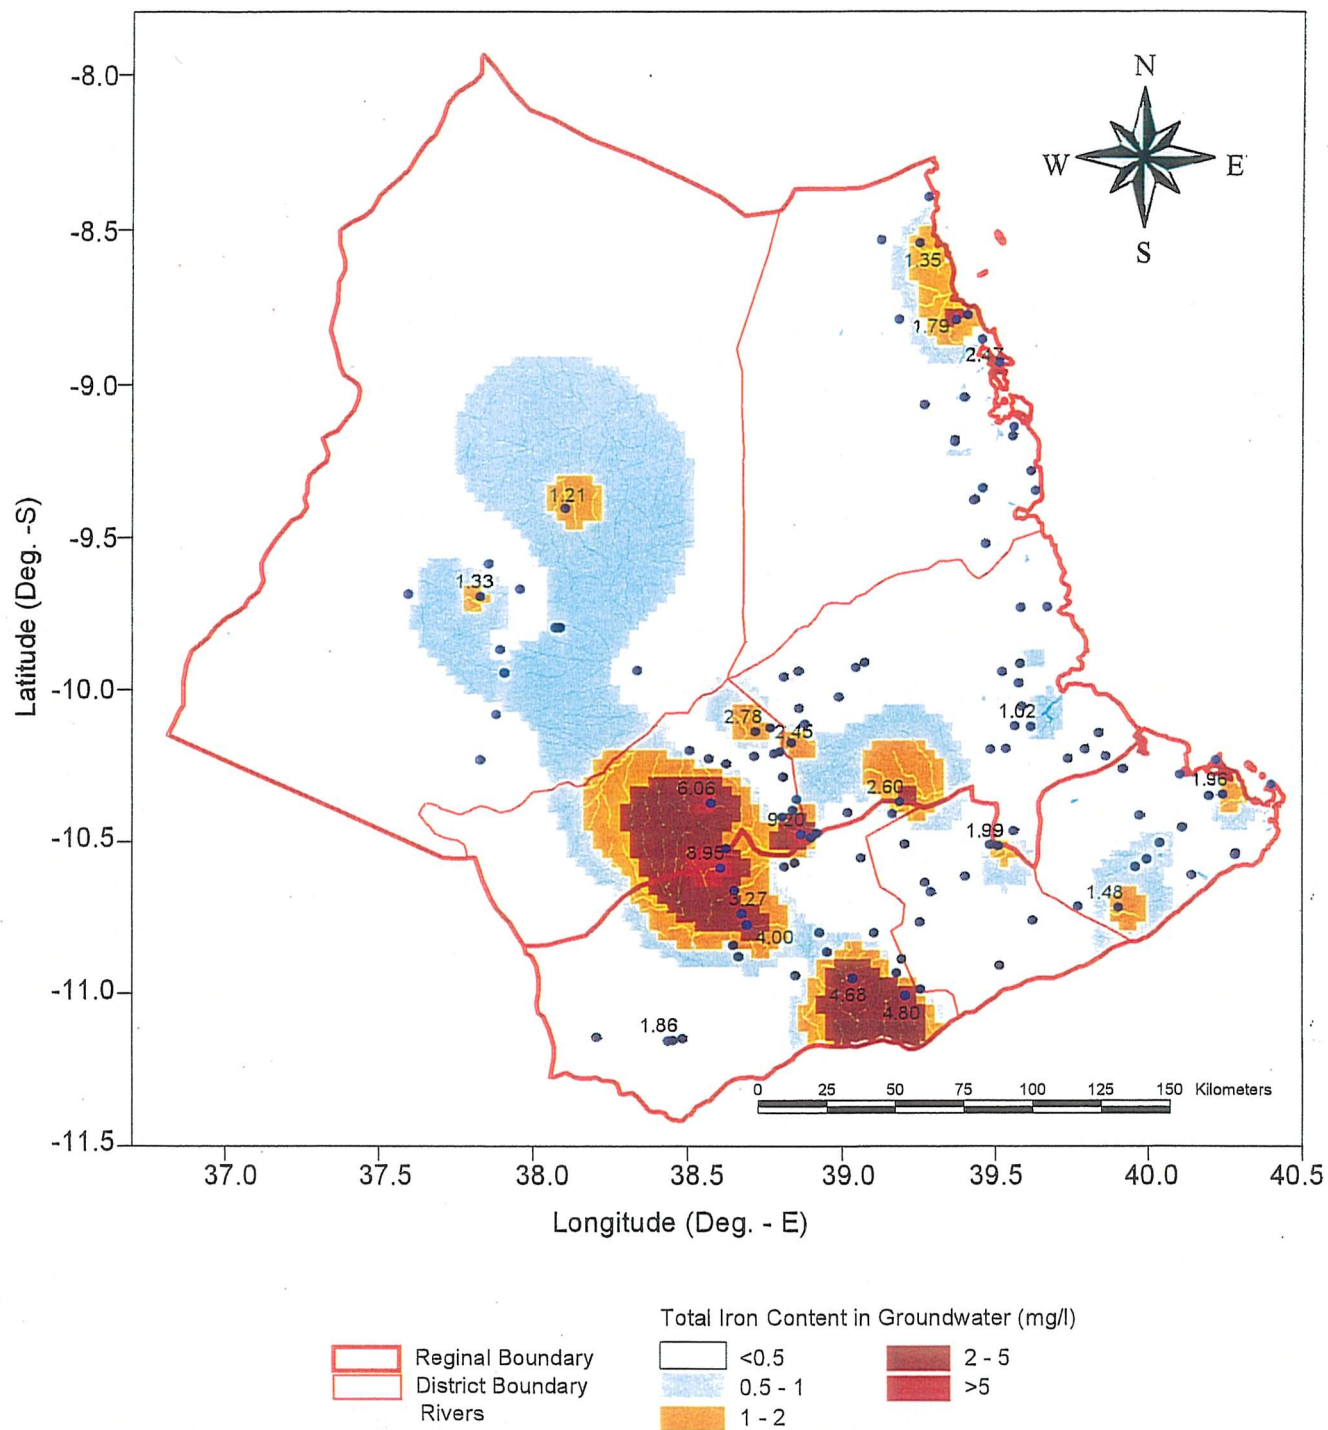 N
-8.0
W
E
-8.5
S
1.35
1.79
2.47
-9.0
1.21
-9.5
1.33
Latitude (Deg. -S)
-10.0
2.78
2.45
1.02
6.06
2.60
1.96
9.20
1.99
-10.5
8.95
3.27
1.48
4.00
-11.0
4.68
4.80
1.86
0 25 50 75 100 125 150 Kilometers
-11.5
37.0 37.5 38.0 38.5 39.0 39.5 40.0 40.5
Longitude (Deg. - E)
Total Iron Content in Groundwater (mg/l)
Reginal Boundary <0.5 2 - 5
District Boundary 0.5 - 1 >5
Rivers 1 - 2